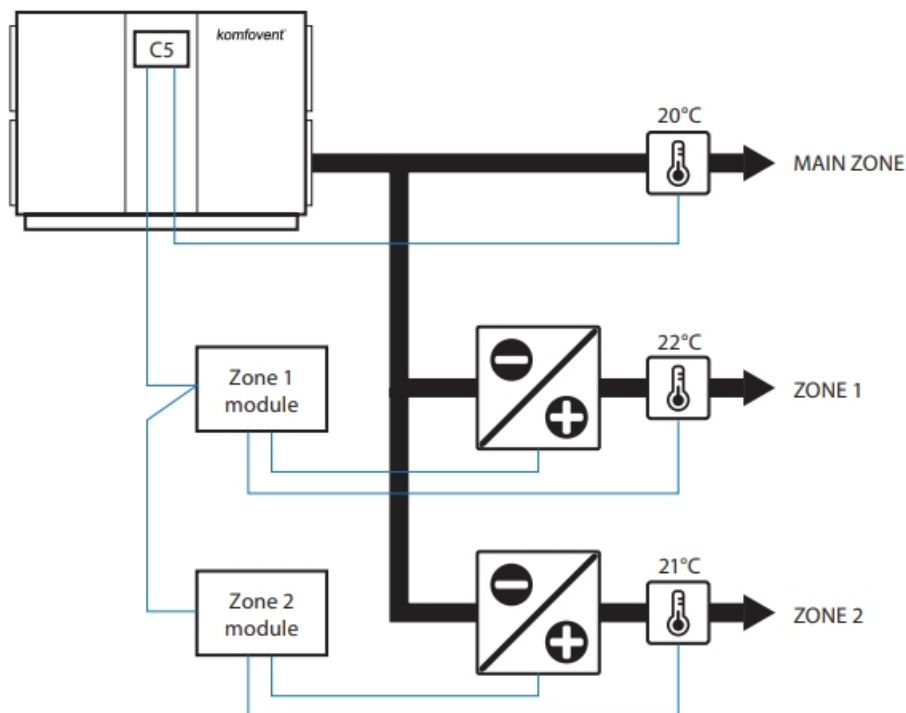 komfovent
C5
20°C
MAIN ZONE
22°C
Zone 1
module
ZONE 1
21°C
Zone 2
module
ZONE 2